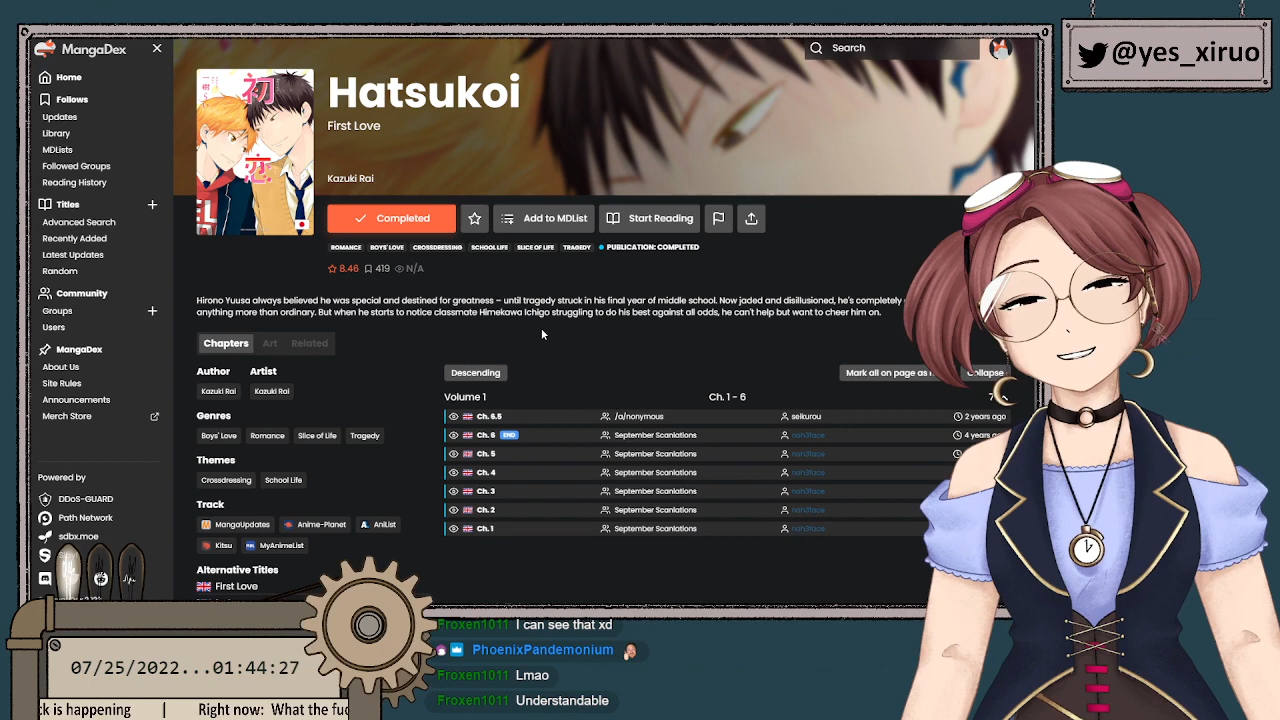 MangaDex
Search
@yes_xiruo
Home
Follows
Updates
Library
MDLists
Followed Groups
Reading History
Titles
Advanced Search
Recently Added
Latest Updates
Random
Community
Groups
Users
MangaDex
About Us
Site Rules
Announcements
Merch Store
Powered by
DDoS-GUARD
Path Network
sdbx.moe
初
恋
Hatsukoi
First Love
Kazuki Rai
Completed
Add to MDList
Start Reading
ROMANCE BOYS' LOVE CROSSDRESSING SCHOOL LIFE SLICE OF LIFE TRAGEDY PUBLICATION: COMPLETED
8.46 419 N/A
Hirono Yuusa always believed he was special and destined for greatness – until tragedy struck in his final year of middle school. Now jaded and disillusioned, he's completely
anything more than ordinary. But when he starts to notice classmate Himekawa Ichigo struggling to do his best against all odds, he can't help but want to cheer him on.
Chapters Art Related
Author Artist
Kazuki Rai Kazuki Rai
Genres
Boys' Love Romance Slice of Life Tragedy
Themes
Crossdressing School Life
Track
MangaUpdates Anime-Planet AniList
Kitsu MyAnimeList
Alternative Titles
First Love
Descending Mark all on page as Collapse
Volume 1 Ch. 1 - 6 7
Ch. 6.5 /a/nonymous seikurou 2 years ago
Ch. 6 END September Scanlations nah3face 4 years ago
Ch. 5 September Scanlations nah3face
Ch. 4 September Scanlations nah3face
Ch. 3 September Scanlations nah3face
Ch. 2 September Scanlations nah3face
Ch. 1 September Scanlations nah3face
Froxen1011 I can see that xd
PhoenixPandemonium
Froxen1011 Lmao
Froxen1011 Understandable
07/25/2022...01:44:27
ck is happening | Right now: What the fuc